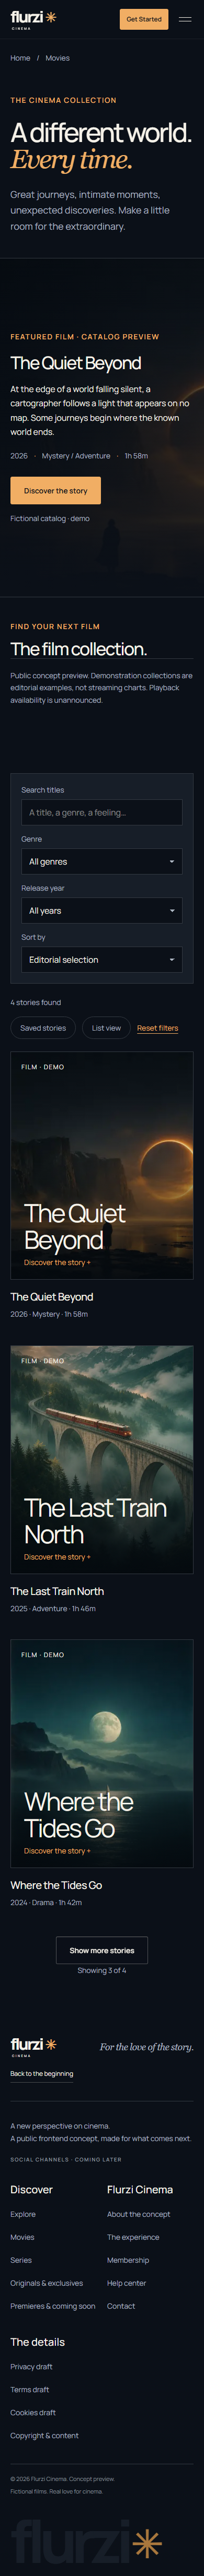 flurzi
CINEMA
Get Started
Home / Movies
THE CINEMA COLLECTION
A different world.
Every time.
Great journeys, intimate moments,
unexpected discoveries. Make a little
room for the extraordinary.
FEATURED FILM · CATALOG PREVIEW
The Quiet Beyond
At the edge of a world falling silent, a
cartographer follows a light that appears on no
map. Some journeys begin where the known
world ends.
2026 · Mystery / Adventure · 1h 58m
Discover the story
Fictional catalog · demo
FIND YOUR NEXT FILM
The film collection.
Public concept preview. Demonstration collections are
editorial examples, not streaming charts. Playback
availability is unannounced.
Search titles
A title, a genre, a feeling...
Genre
All genres
Release year
All years
Sort by
Editorial selection
4 stories found
Saved stories
List view
Reset filters
FILM · DEMO
The Quiet
Beyond
Discover the story +
The Quiet Beyond
2026 · Mystery · 1h 58m
FILM · DEMO
The Last Train
North
Discover the story +
The Last Train North
2025 · Adventure · 1h 46m
FILM · DEMO
Where the
Tides Go
Discover the story +
Where the Tides Go
2024 · Drama · 1h 42m
Show more stories
Showing 3 of 4
flurzi
CINEMA
For the love of the story.
Back to the beginning
A new perspective on cinema.
A public frontend concept, made for what comes next.
SOCIAL CHANNELS · COMING LATER
Discover
Explore
Movies
Series
Originals & exclusives
Premieres & coming soon
Flurzi Cinema
About the concept
The experience
Membership
Help center
Contact
The details
Privacy draft
Terms draft
Cookies draft
Copyright & content
© 2026 Flurzi Cinema. Concept preview.
Fictional films. Real love for cinema.
flurzi